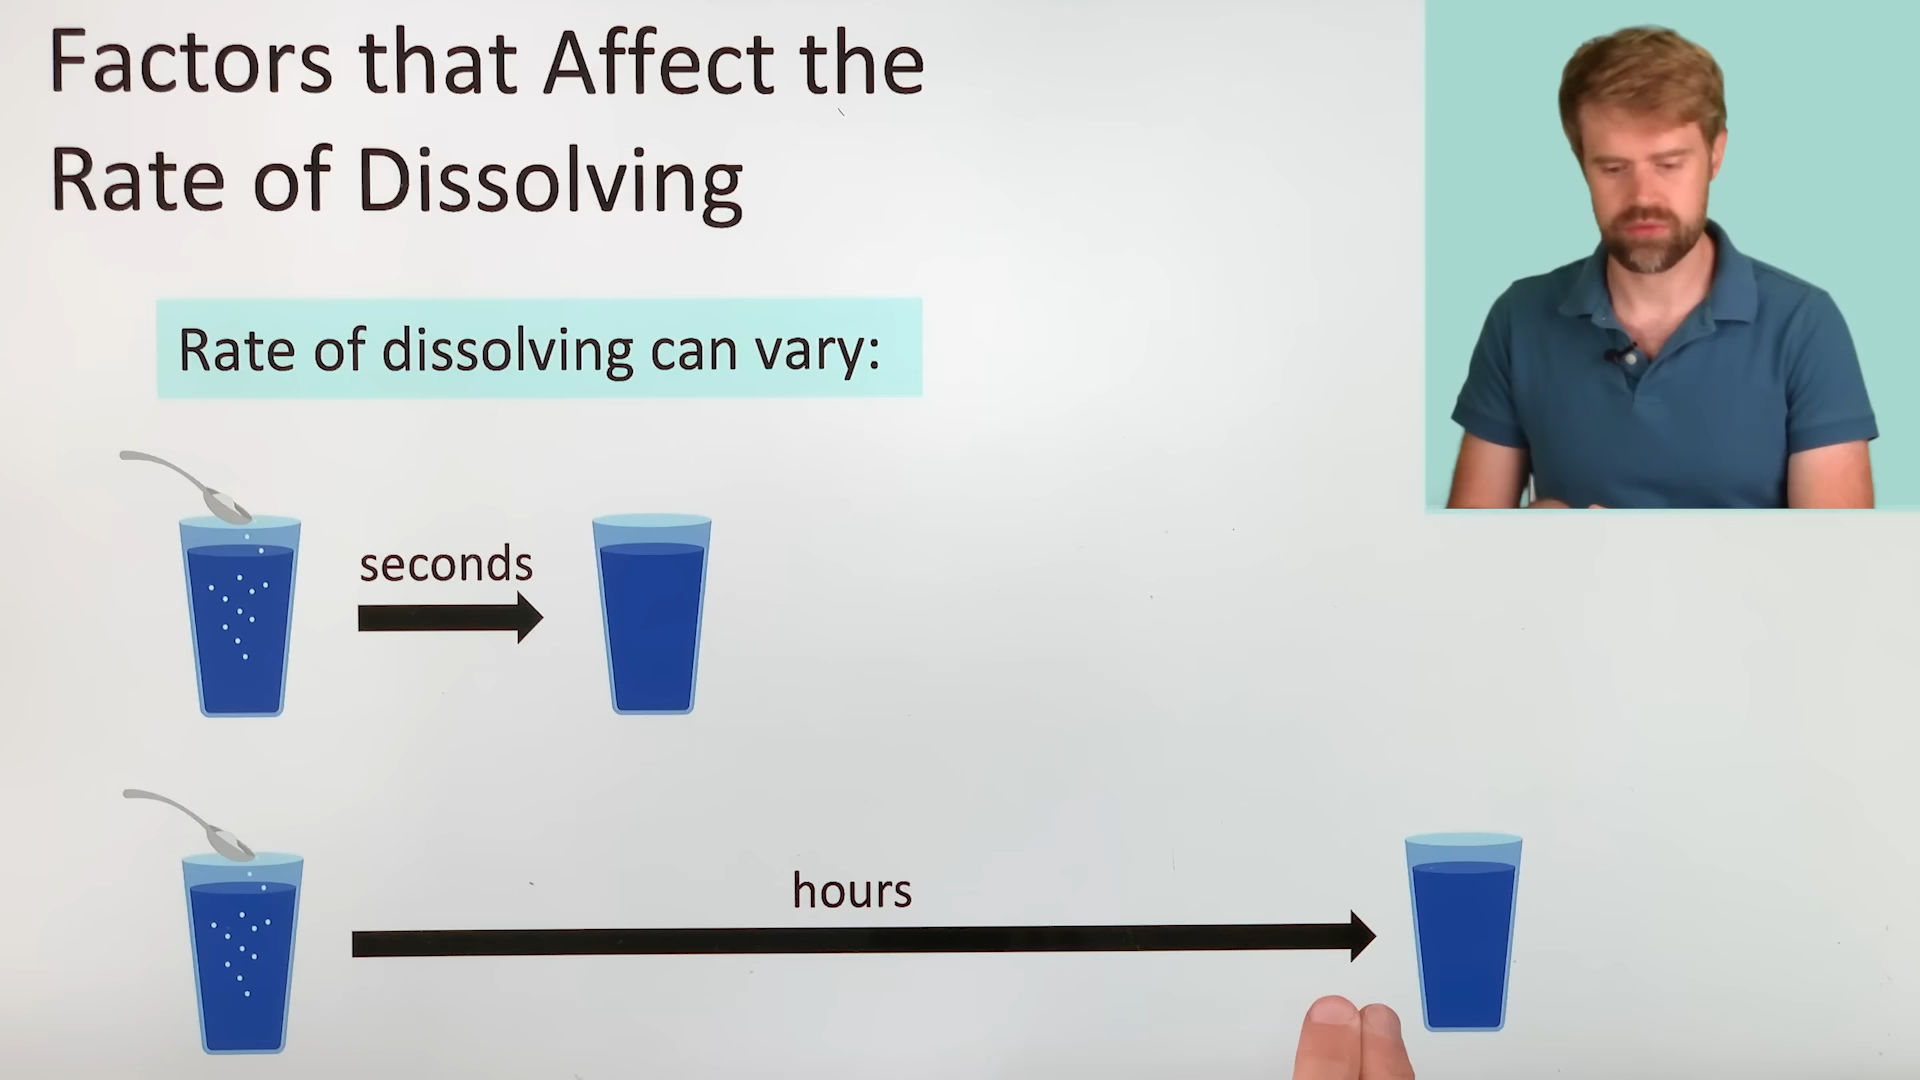 Factors that Affect the
Rate of Dissolving
Rate of dissolving can vary:
seconds
hours